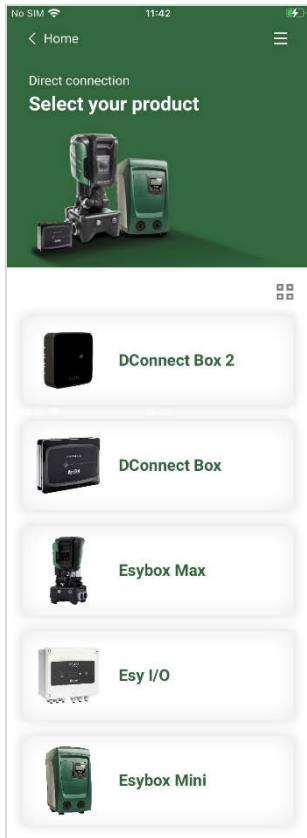 No SIM 11:42
Home
Direct connection
Select your product
DConnect Box 2
DConnect Box
Esybox Max
Esy I/O
Esybox Mini